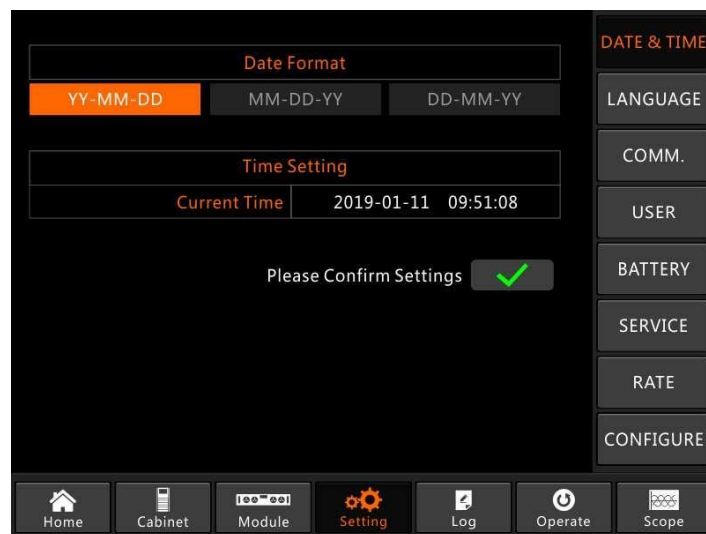 Date Format
YY-MM-DD MM-DD-YY DD-MM-YY
Time Setting
Current Time 2019-01-11 09:51:08
Please Confirm Settings
DATE & TIME
LANGUAGE
COMM.
USER
BATTERY
SERVICE
RATE
CONFIGURE
Home Cabinet Module Setting Log Operate Scope